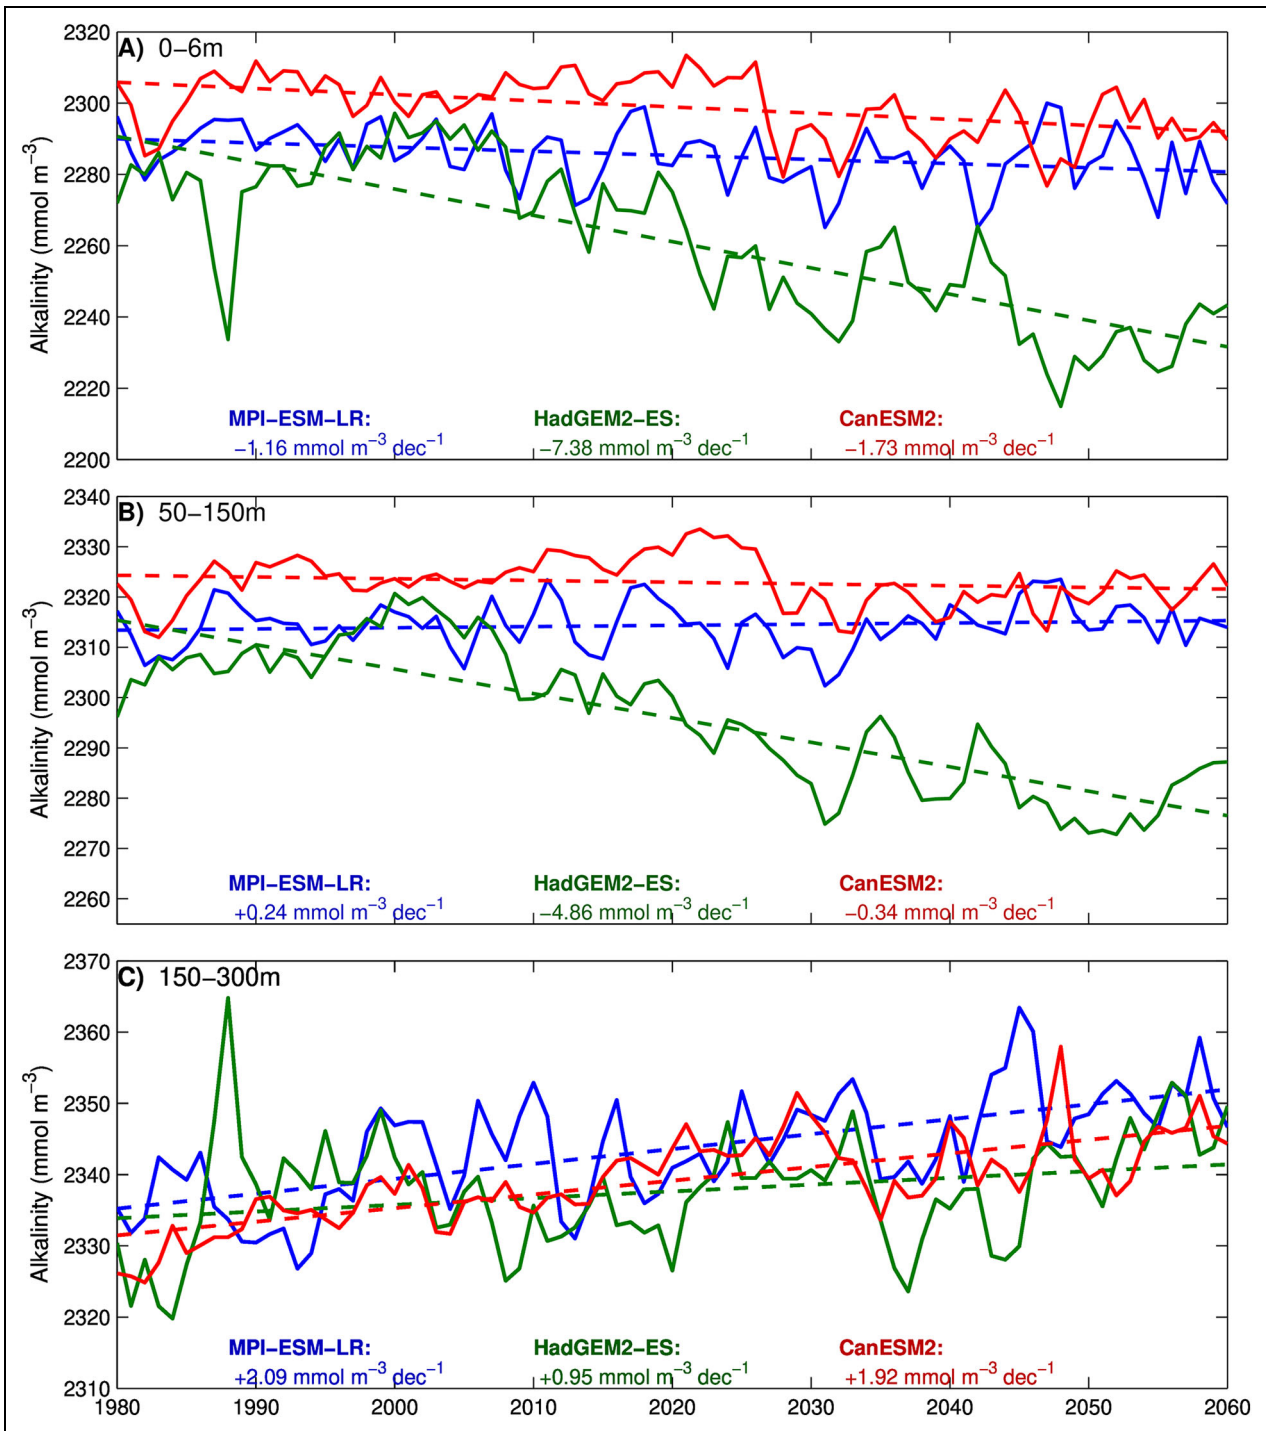 A) 0−6m
Alkalinity (mmol m−3)
2320
2300
2280
2260
2240
2220
2200
MPI−ESM−LR: HadGEM2−ES: CanESM2:
−1.16 mmol m−3 dec−1 −7.38 mmol m−3 dec−1 −1.73 mmol m−3 dec−1
B) 50−150m
Alkalinity (mmol m−3)
2340
2330
2320
2310
2300
2290
2280
2270
2260
MPI−ESM−LR: HadGEM2−ES: CanESM2:
+0.24 mmol m−3 dec−1 −4.86 mmol m−3 dec−1 −0.34 mmol m−3 dec−1
C) 150−300m
Alkalinity (mmol m−3)
2370
2360
2350
2340
2330
2320
2310
MPI−ESM−LR: HadGEM2−ES: CanESM2:
+2.09 mmol m−3 dec−1 +0.95 mmol m−3 dec−1 +1.92 mmol m−3 dec−1
1980 1990 2000 2010 2020 2030 2040 2050 2060